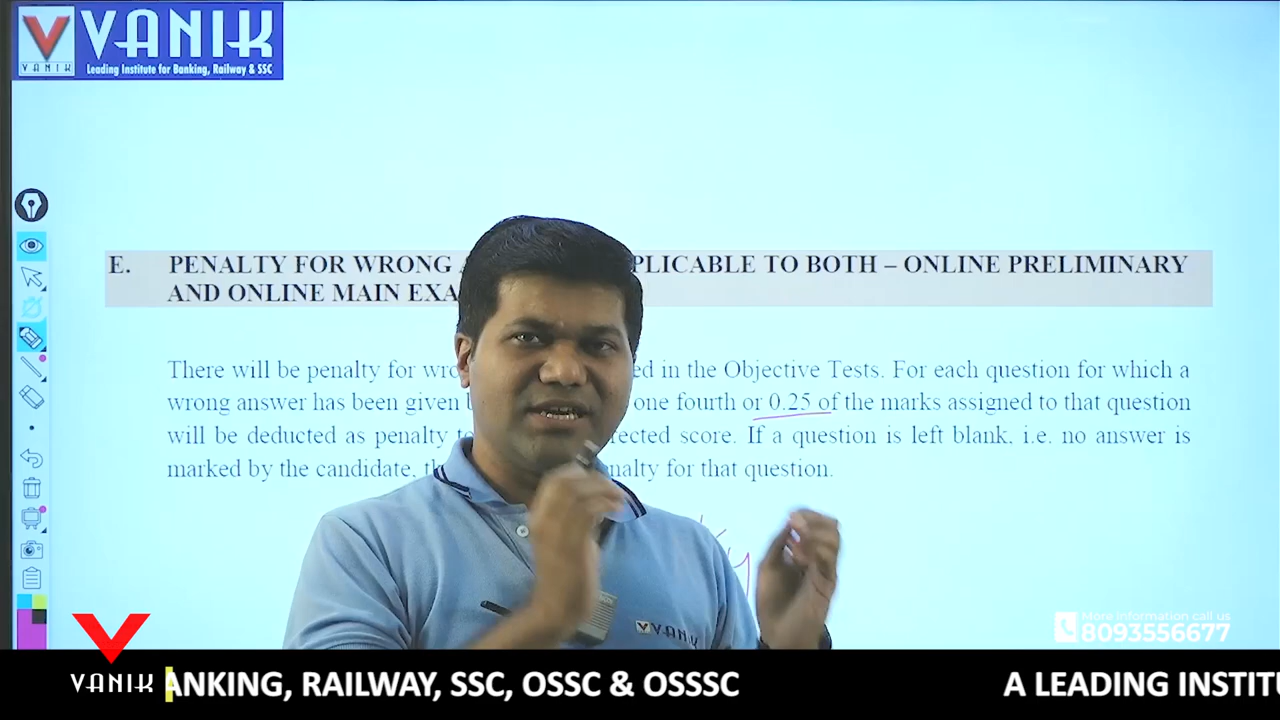 VANIK
VANIK
Leading Institute for Banking, Railway & SSC
E. PENALTY FOR WRONG PLICABLE TO BOTH – ONLINE PRELIMINARY
AND ONLINE MAIN EXA
There will be penalty for wro ed in the Objective Tests. For each question for which a
wrong answer has been given one fourth or 0.25 of the marks assigned to that question
will be deducted as penalty t rected score. If a question is left blank, i.e. no answer is
marked by the candidate, th nalty for that question.
VANIK
More information call us
8093556677
VANIK
ANKING, RAILWAY, SSC, OSSC & OSSSC
A LEADING INSTITU